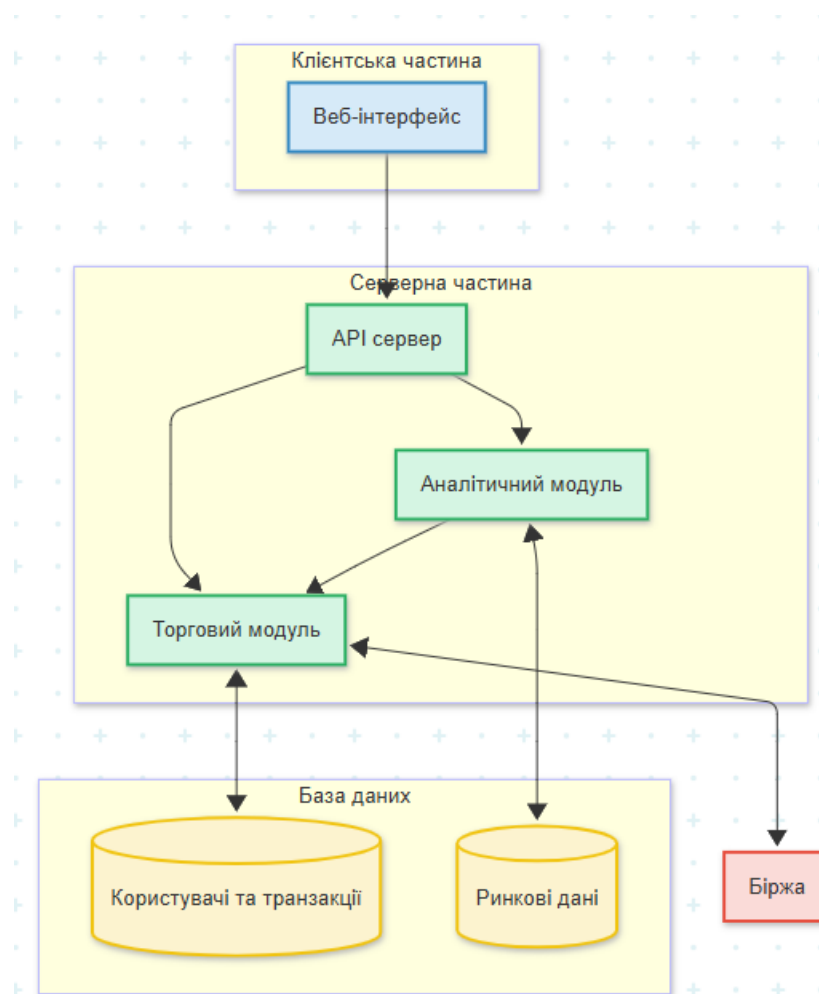 Клієнтська частина
Веб-інтерфейс
Серверна частина
API сервер
Аналітичний модуль
Торговий модуль
База даних
Користувачі та транзакції
Ринкові дані
Біржа